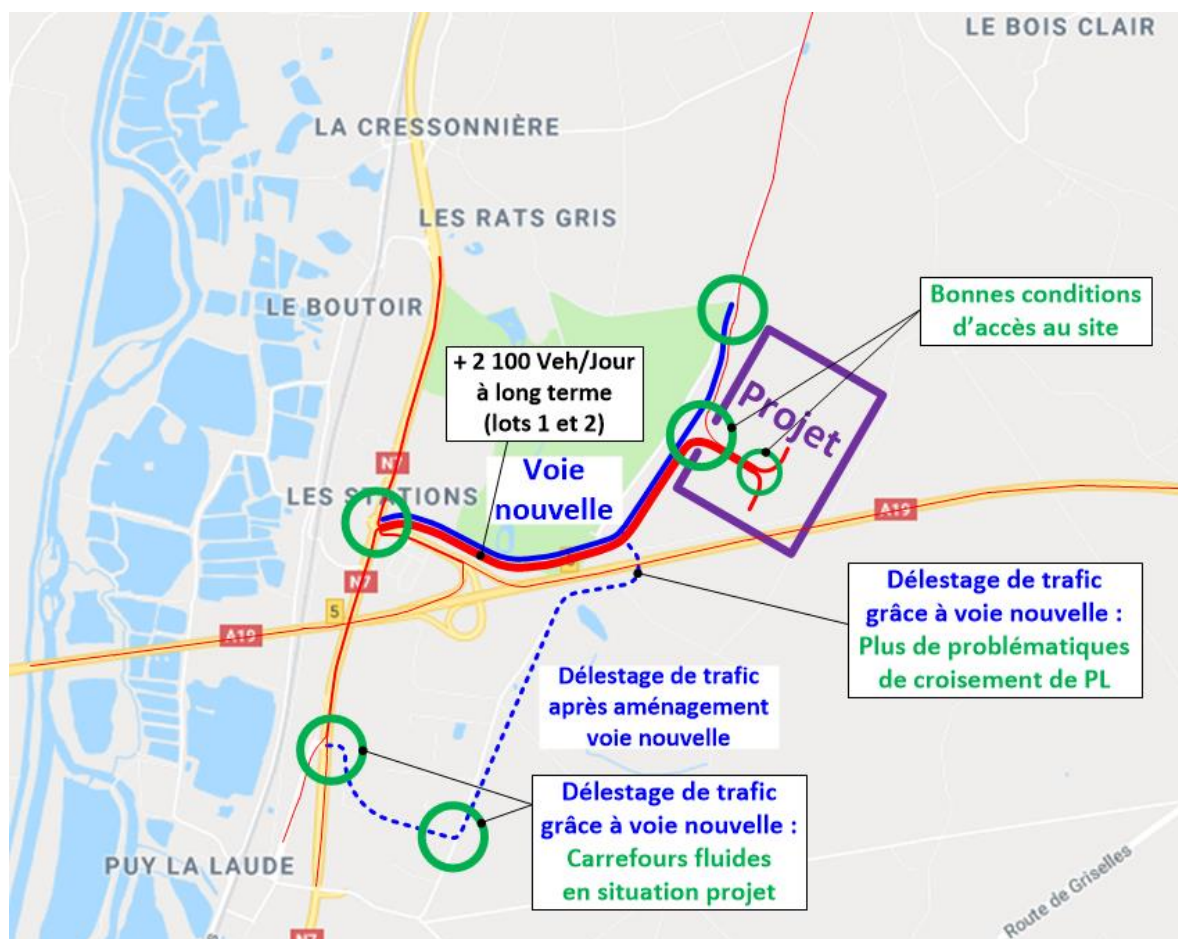 LE BOIS CLAIR
LA CRESSONNIÈRE
LES RATS GRIS
LE BOUTOIR
Bonnes conditions
d'accès au site
+ 2 100 Veh/Jour
à long terme
(lots 1 et 2)
Projet
N7
Voie
nouvelle
LES STATIONS
A19
N7
5
A19
Délestage de trafic
grâce à voie nouvelle :
Plus de problématiques
de croisement de PL
Délestage de trafic
après aménagement
voie nouvelle
Délestage de trafic
grâce à voie nouvelle :
Carrefours fluides
en situation projet
PUY LA LAUDE
Route de Griselles
N7